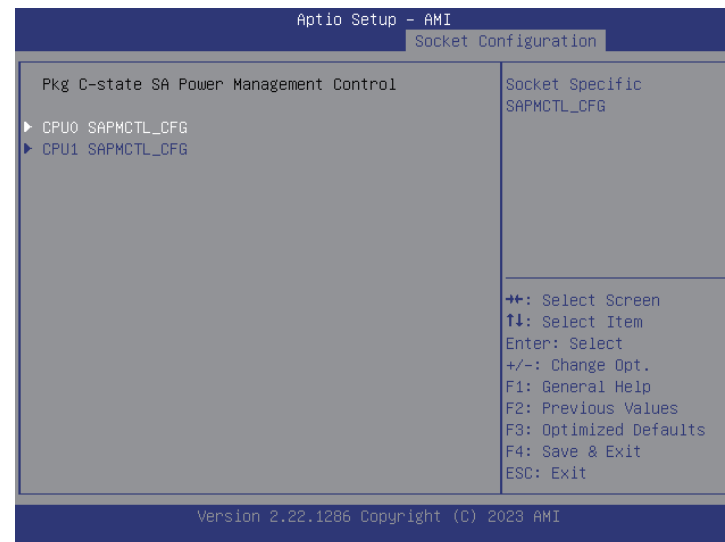 Aptio Setup – AMI
Socket Configuration
Pkg C-state SA Power Management Control
CPU0 SAPMCTL_CFG
CPU1 SAPMCTL_CFG
Socket Specific
SAPMCTL_CFG
→←: Select Screen
↑↓: Select Item
Enter: Select
+/-: Change Opt.
F1: General Help
F2: Previous Values
F3: Optimized Defaults
F4: Save & Exit
ESC: Exit
Version 2.22.1286 Copyright (C) 2023 AMI